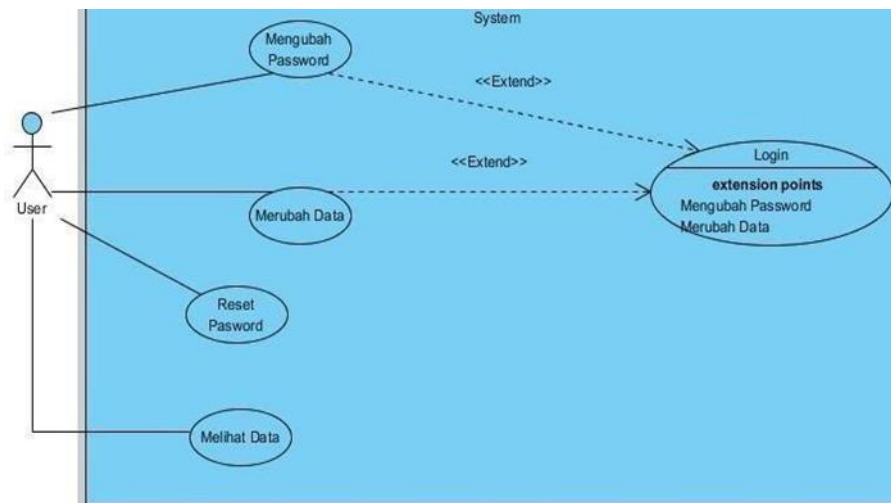 System
Mengubah
Password
<<Extend>>
Login
extension points
Mengubah Password
Merubah Data
<<Extend>>
User
Merubah Data
Reset
Pasword
Melihat Data